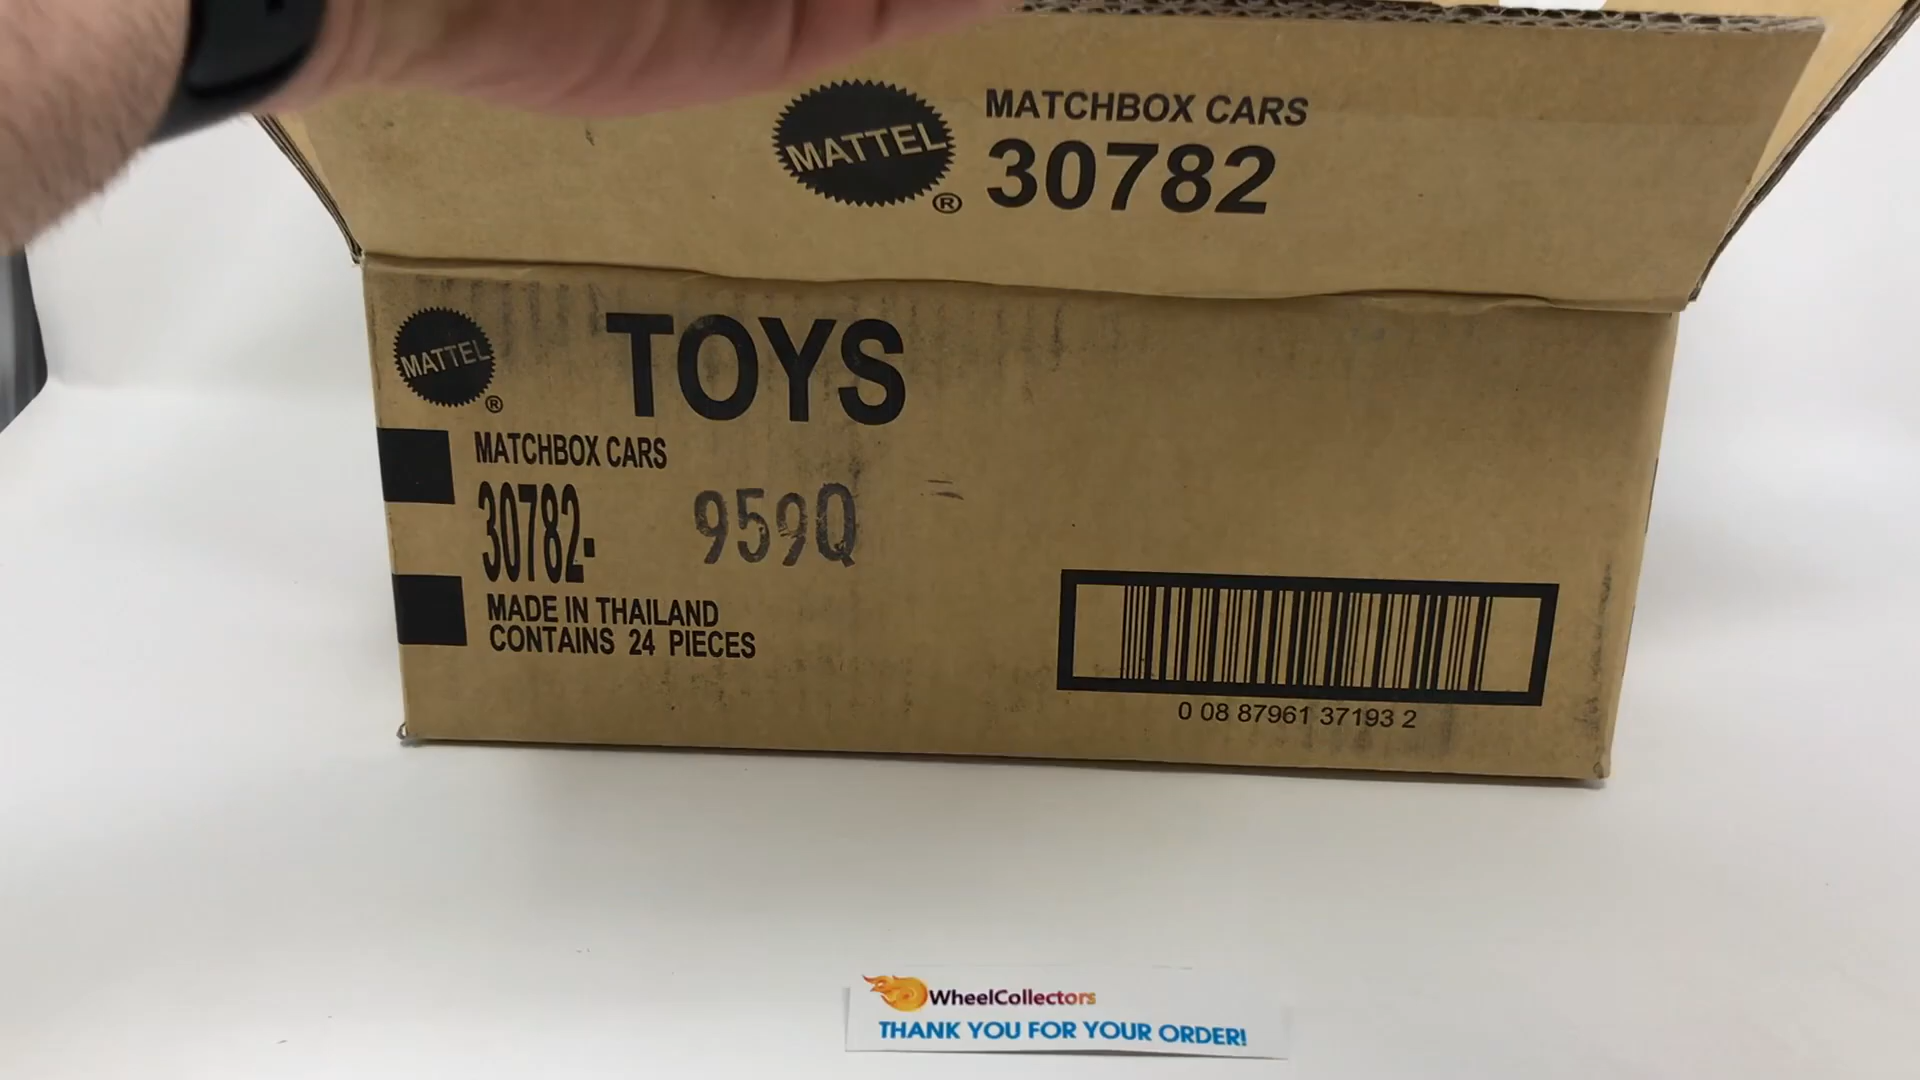 MATTEL
®
MATCHBOX CARS
30782
MATTEL
®
TOYS
MATCHBOX CARS
30782- 959Q
MADE IN THAILAND
CONTAINS 24 PIECES
0 08 87961 37193 2
WheelCollectors
THANK YOU FOR YOUR ORDER!